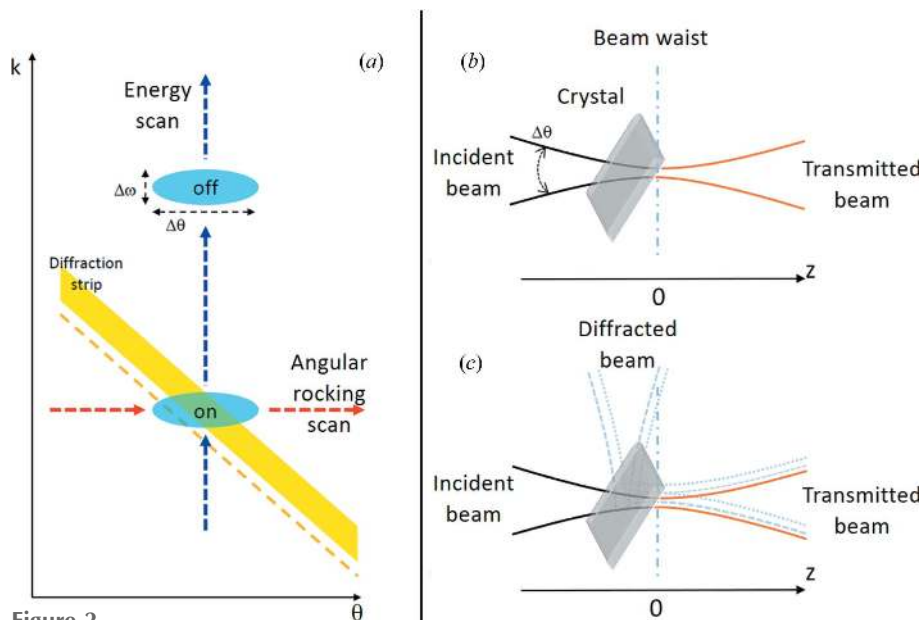 k
(a)
Energy
scan
Δω
off
Δθ
Diffraction
strip
on
Angular
rocking
scan
θ
Figure 2
Beam waist
(b)
Crystal
Δθ
Incident
beam
Transmitted
beam
z
0
Diffracted
beam
(c)
Incident
beam
Transmitted
beam
z
0